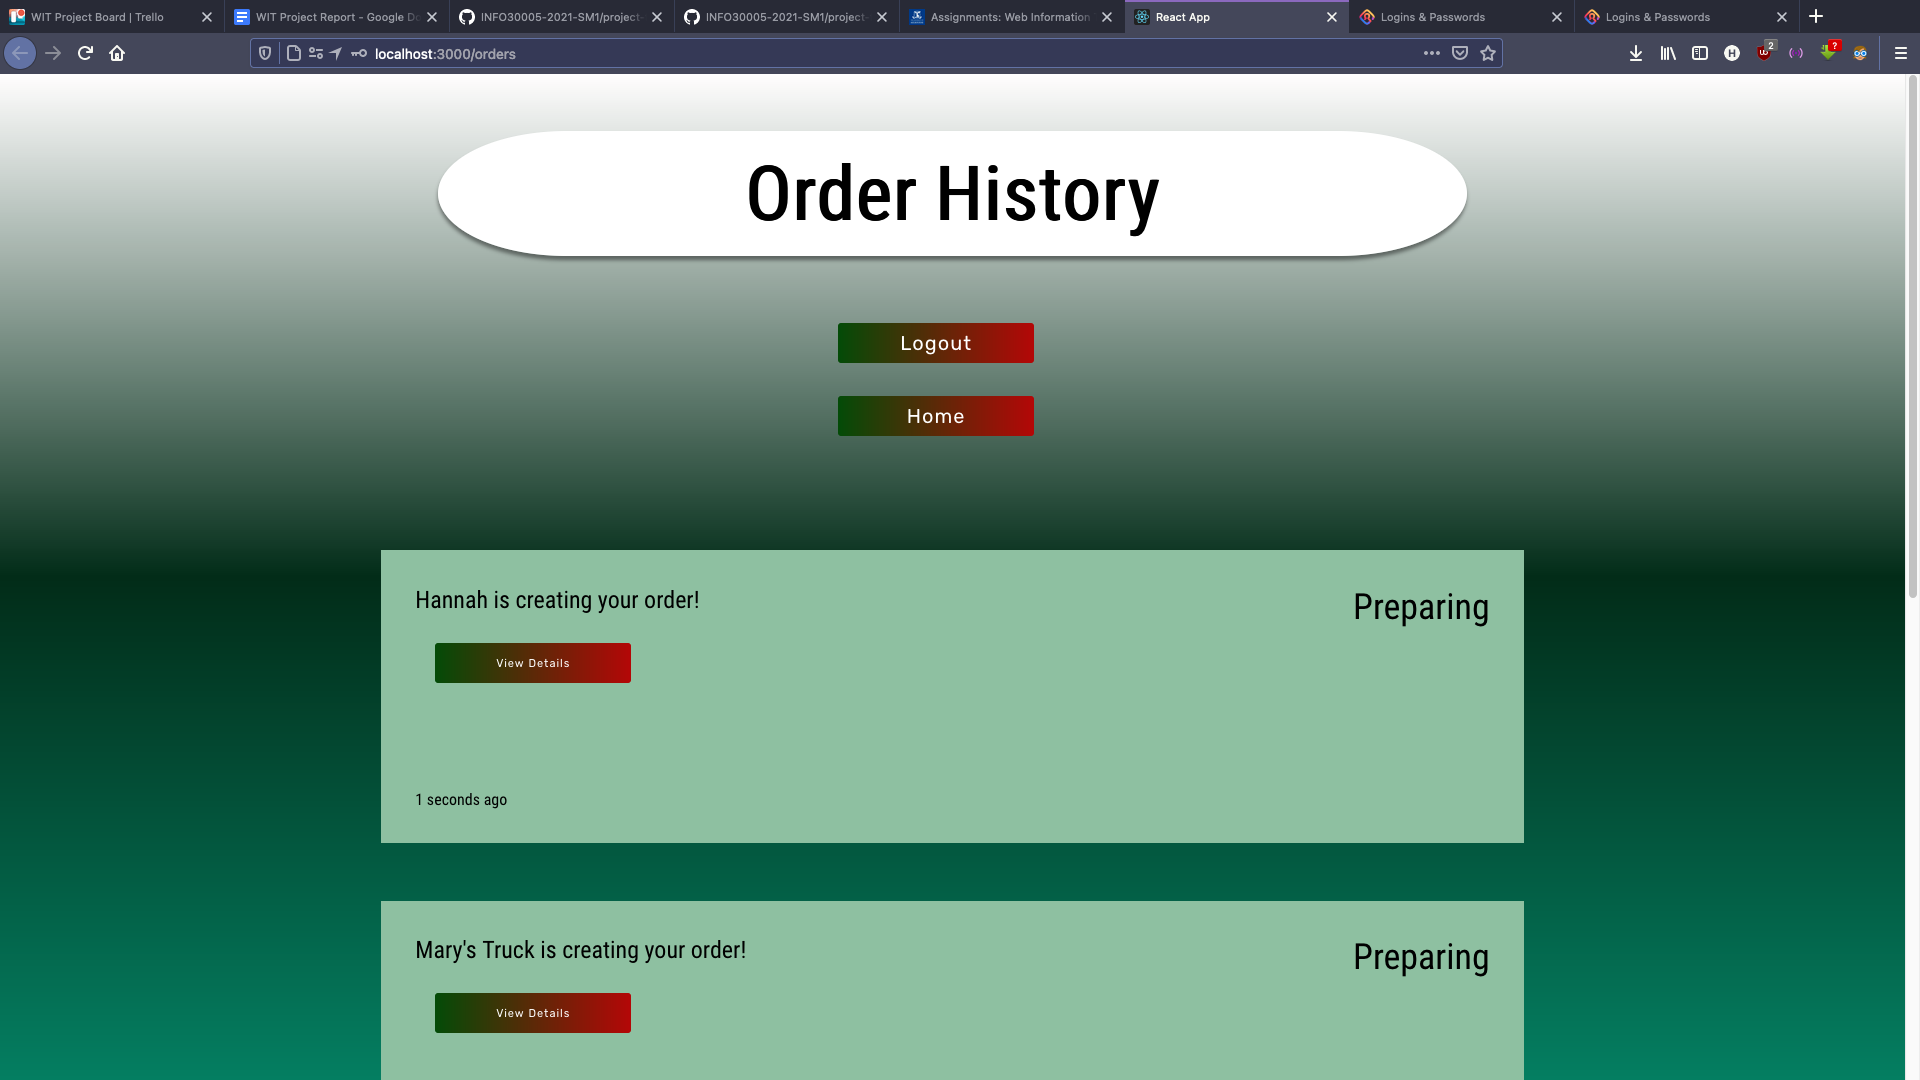 WIT Project Board | Trello
WIT Project Report - Google Do
INFO30005-2021-SM1/project-
INFO30005-2021-SM1/project-
Assignments: Web Information
React App
Logins & Passwords
Logins & Passwords
localhost:3000/orders
H
2
?
Order History
Logout
Home
Hannah is creating your order!
Preparing
View Details
1 seconds ago
Mary's Truck is creating your order!
Preparing
View Details